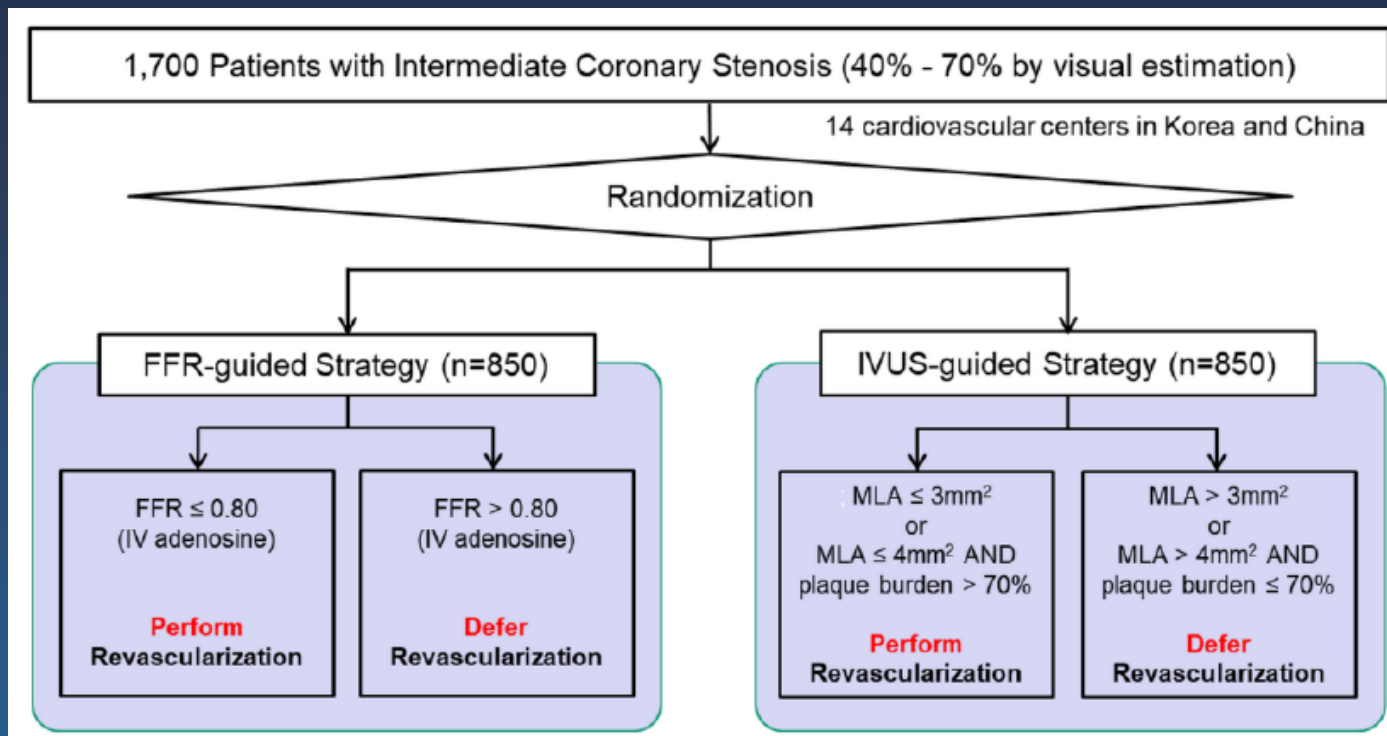 1,700 Patients with Intermediate Coronary Stenosis (40% - 70% by visual estimation)
14 cardiovascular centers in Korea and China
Randomization
FFR-guided Strategy (n=850)
FFR ≤ 0.80
(IV adenosine)
Perform
Revascularization
FFR > 0.80
(IV adenosine)
Defer
Revascularization
IVUS-guided Strategy (n=850)
MLA ≤ 3mm²
or
MLA ≤ 4mm² AND
plaque burden > 70%
Perform
Revascularization
MLA > 3mm²
or
MLA > 4mm² AND
plaque burden ≤ 70%
Defer
Revascularization